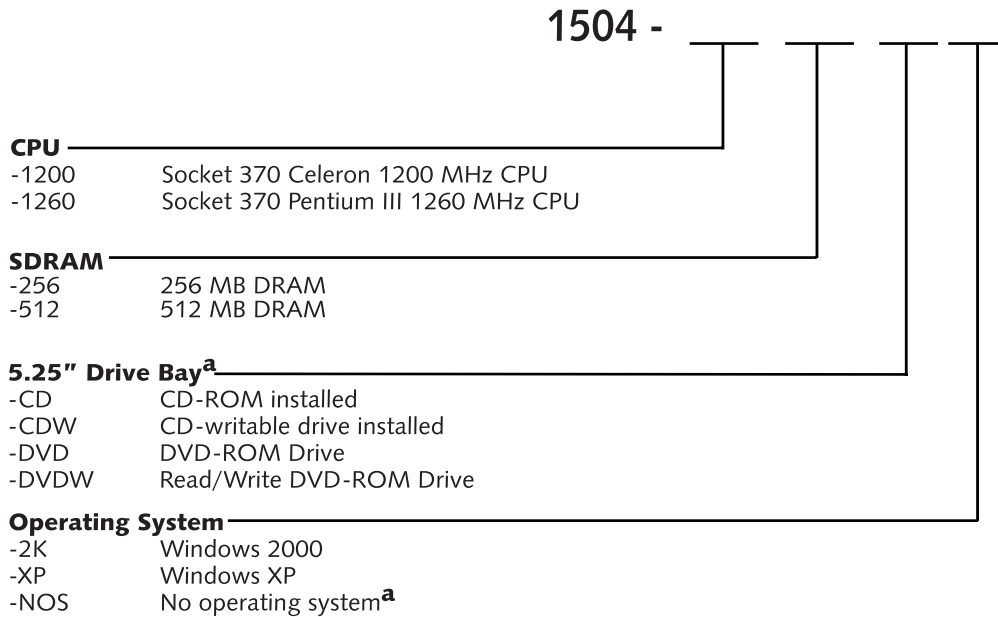 1504 -
CPU
-1200 Socket 370 Celeron 1200 MHz CPU
-1260 Socket 370 Pentium III 1260 MHz CPU
SDRAM
-256 256 MB DRAM
-512 512 MB DRAM
5.25” Drive Bayᵃ
-CD CD-ROM installed
-CDW CD-writable drive installed
-DVD DVD-ROM Drive
-DVDW Read/Write DVD-ROM Drive
Operating System
-2K Windows 2000
-XP Windows XP
-NOS No operating systemᵃ